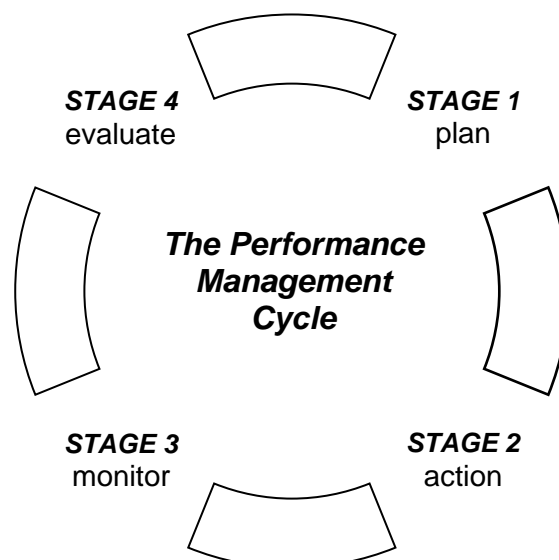 STAGE 4
evaluate
STAGE 1
plan
The Performance
Management
Cycle
STAGE 3
monitor
STAGE 2
action